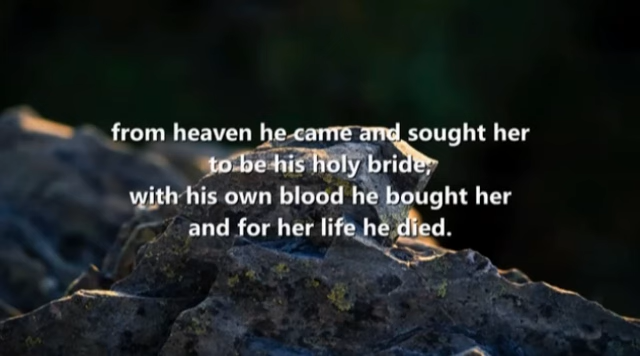 from heaven he came and sought her
to be his holy bride;
with his own blood he bought her
and for her life he died.